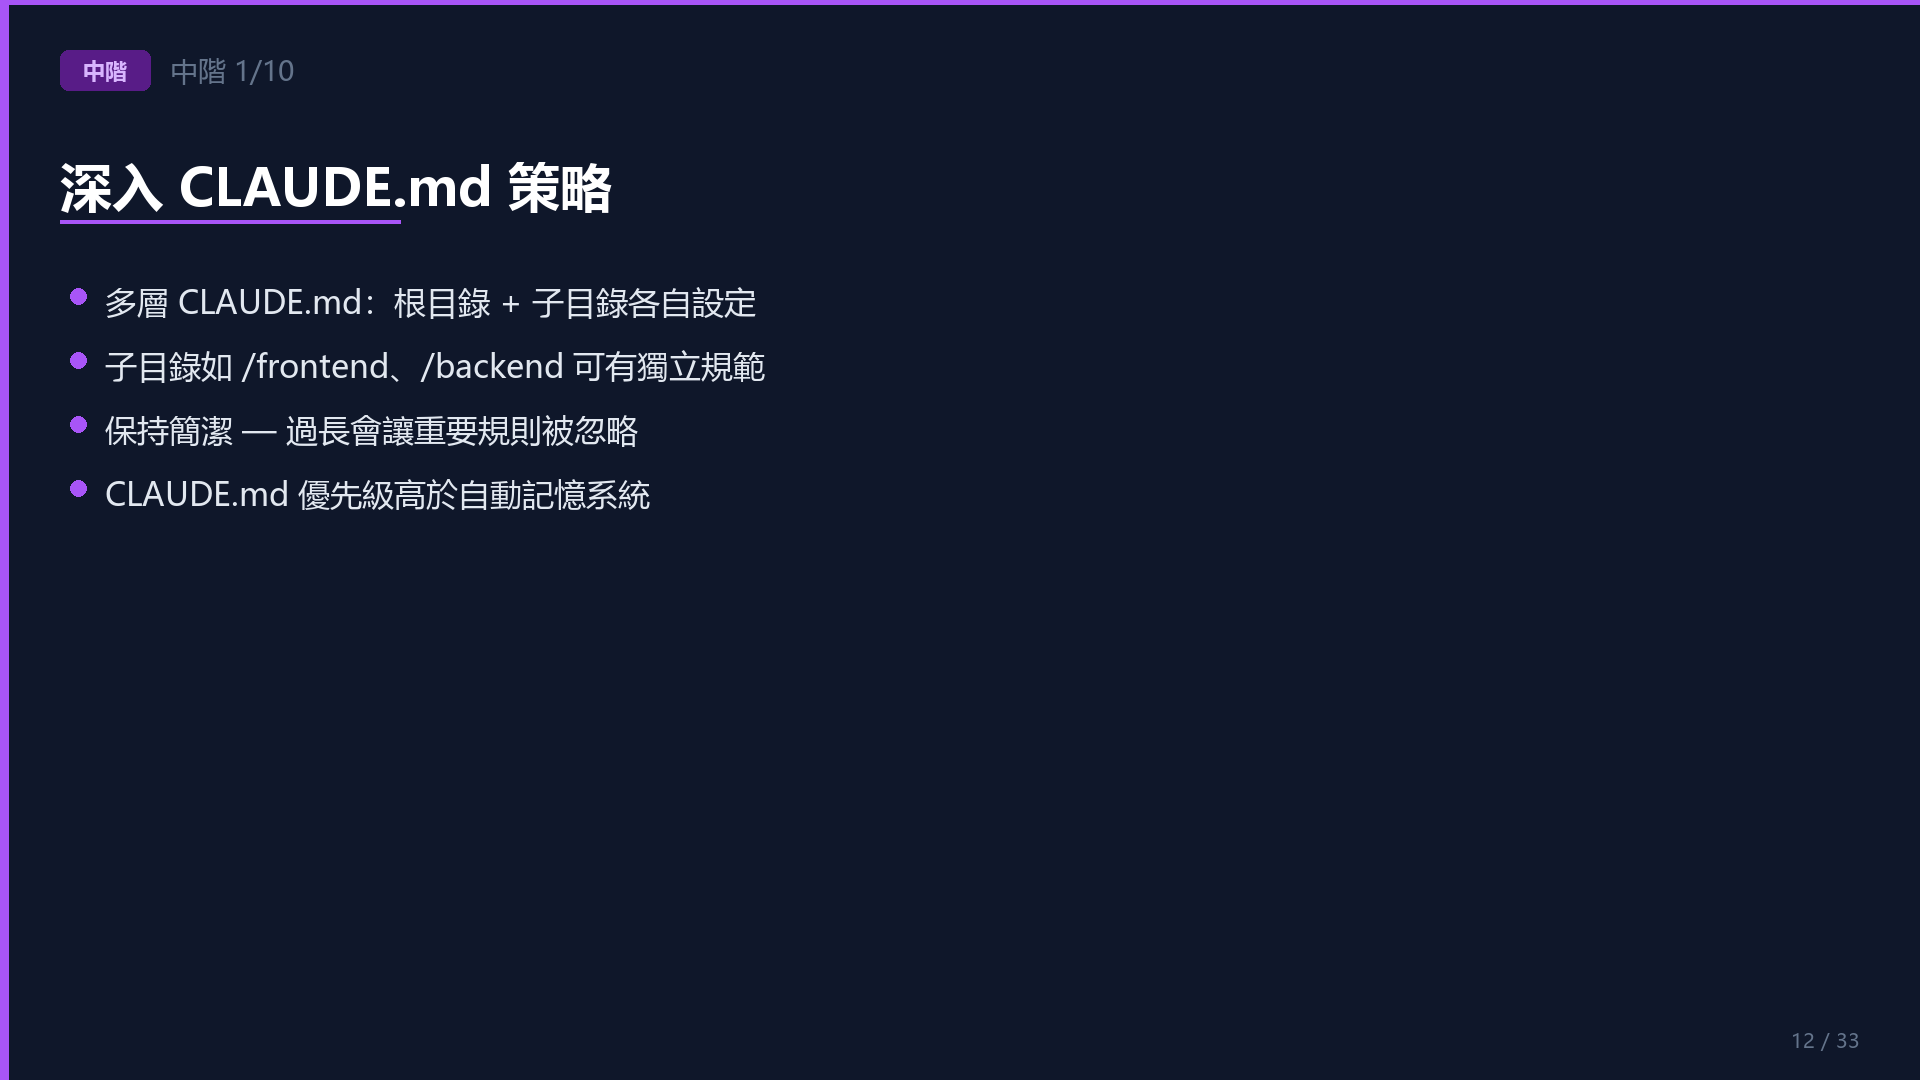 中階
中階 1/10
深入 CLAUDE.md 策略
多層 CLAUDE.md：根目錄 + 子目錄各自設定
子目錄如 /frontend、/backend 可有獨立規範
保持簡潔 — 過長會讓重要規則被忽略
CLAUDE.md 優先級高於自動記憶系統
12 / 33